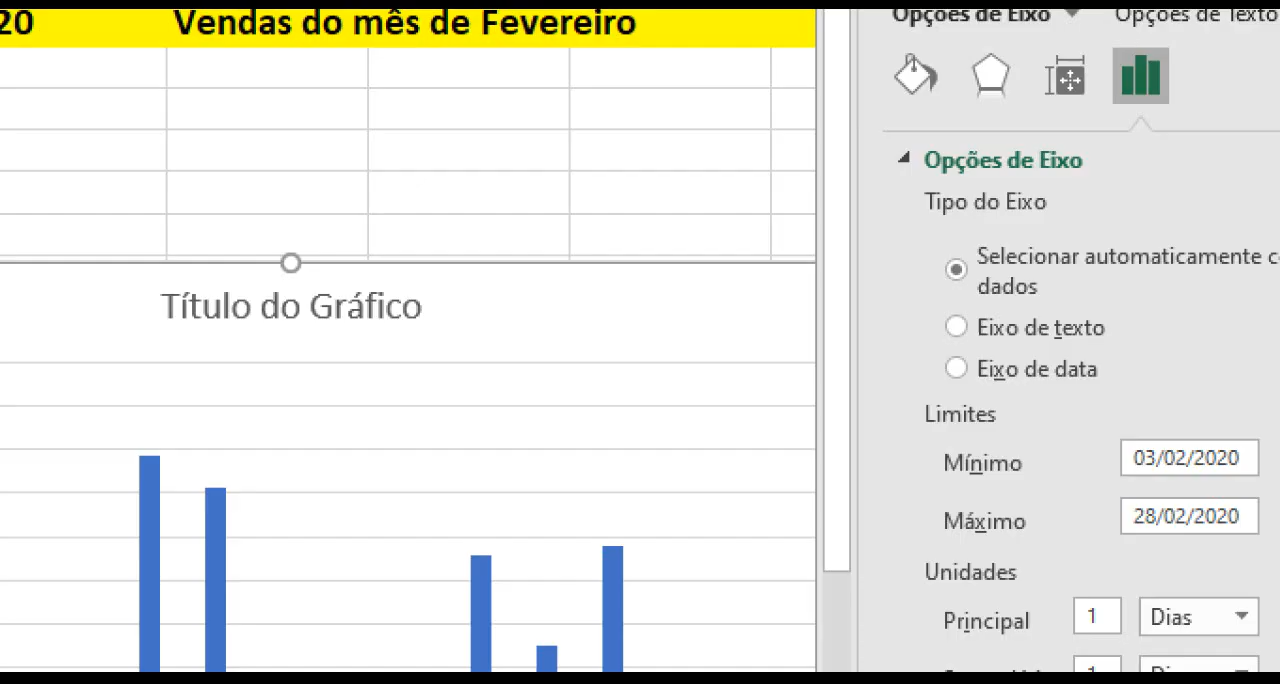 20 Vendas do mês de Fevereiro
Título do Gráfico
Opções de Eixo Opções de Texto
Opções de Eixo
Tipo do Eixo
Selecionar automaticamente
dados
Eixo de texto
Eixo de data
Limites
Mínimo 03/02/2020
Máximo 28/02/2020
Unidades
Principal 1 Dias